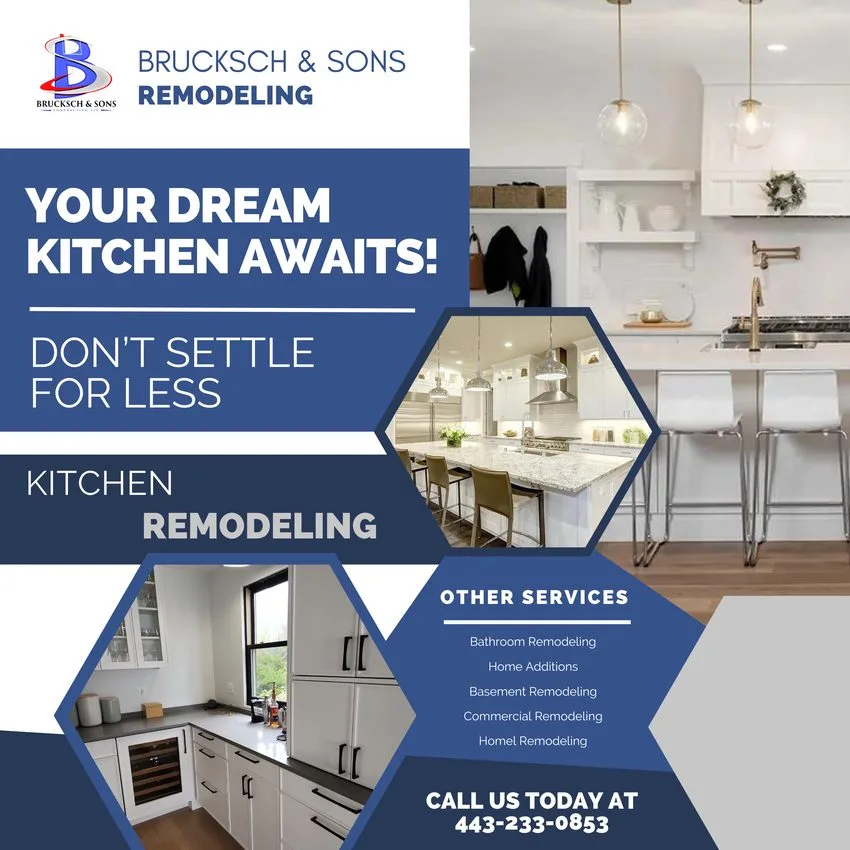 BRUCKSCH & SONS
BRUCKSCH & SONS
REMODELING
YOUR DREAM
KITCHEN AWAITS!
DON'T SETTLE
FOR LESS
KITCHEN
REMODELING
OTHER SERVICES
Bathroom Remodeling
Home Additions
Basement Remodeling
Commercial Remodeling
Homel Remodeling
CALL US TODAY AT
443-233-0853